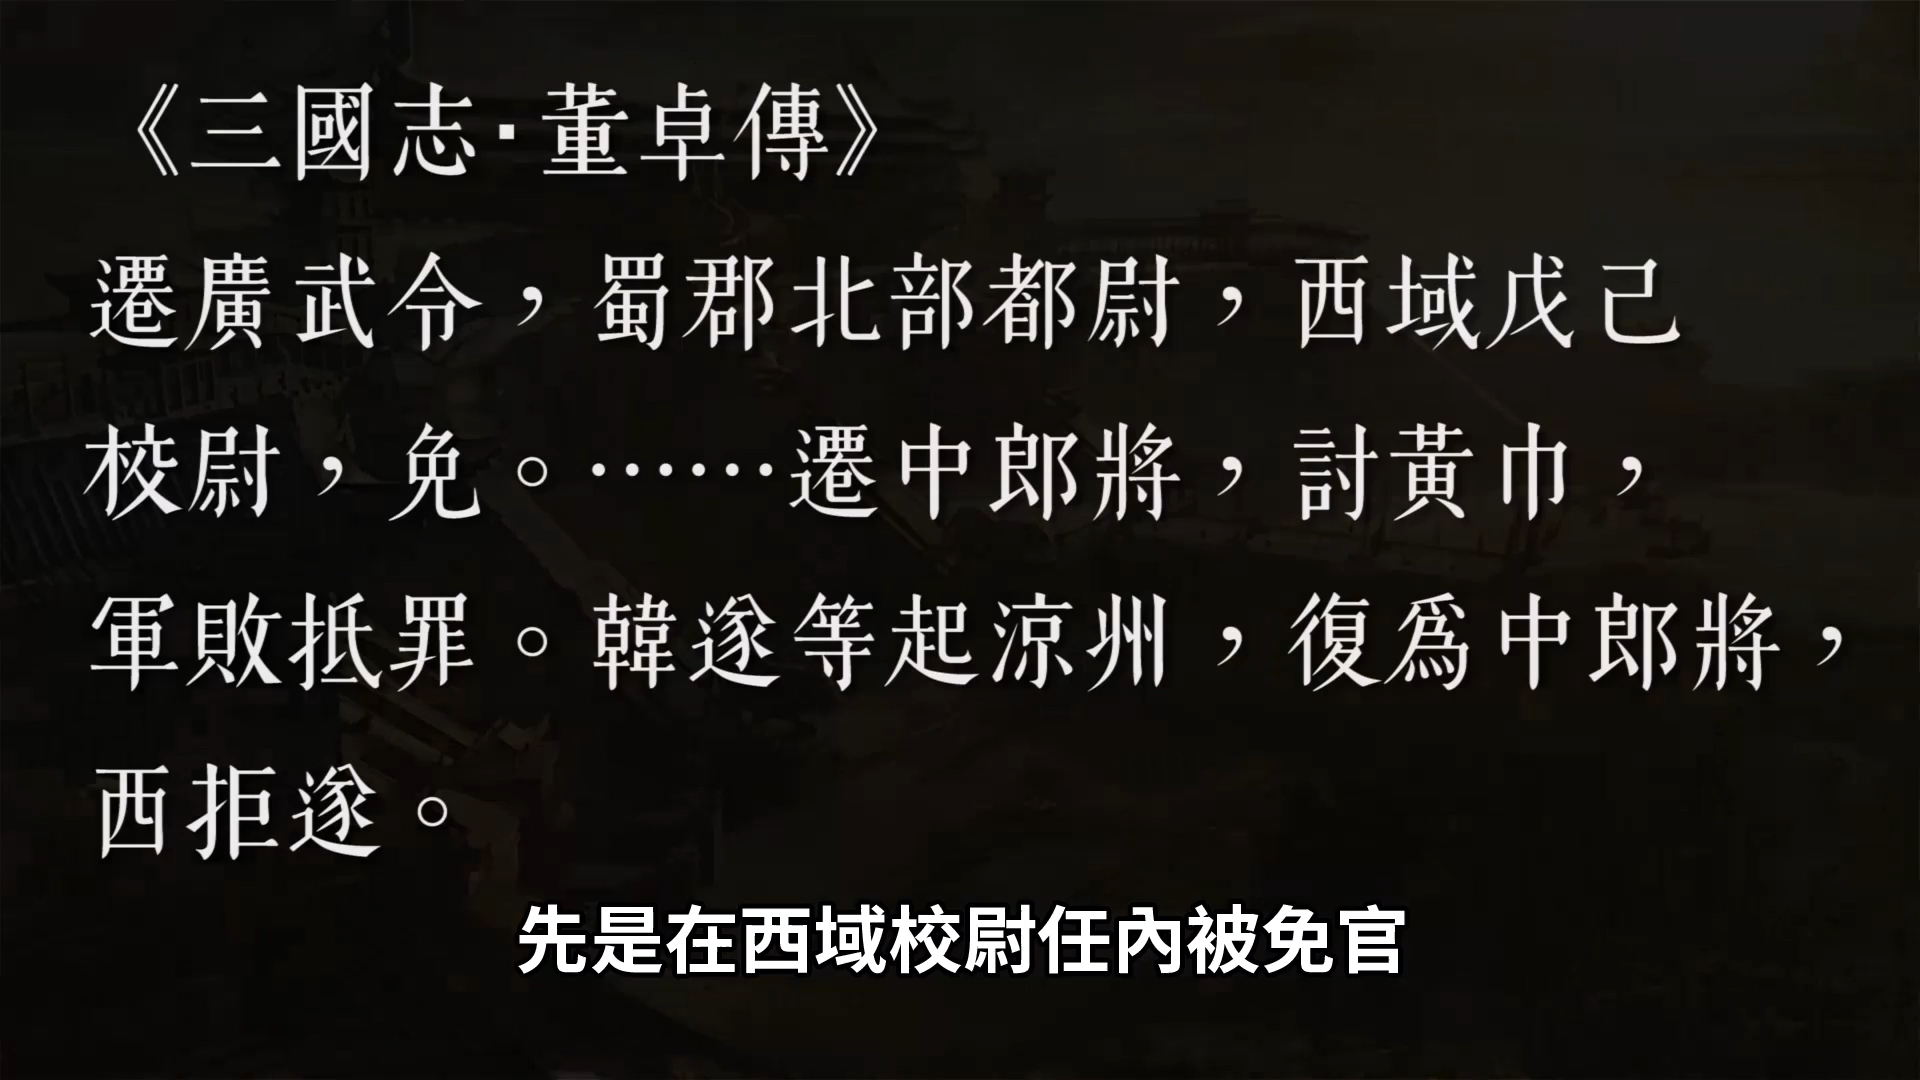 《三國志·董卓傳》
遷廣武令，蜀郡北部都尉，西域戊己
校尉，免。……遷中郎將，討黃巾，
軍敗抵罪。韓遂等起涼州，復爲中郎將，
西拒遂。
先是在西域校尉任內被免官